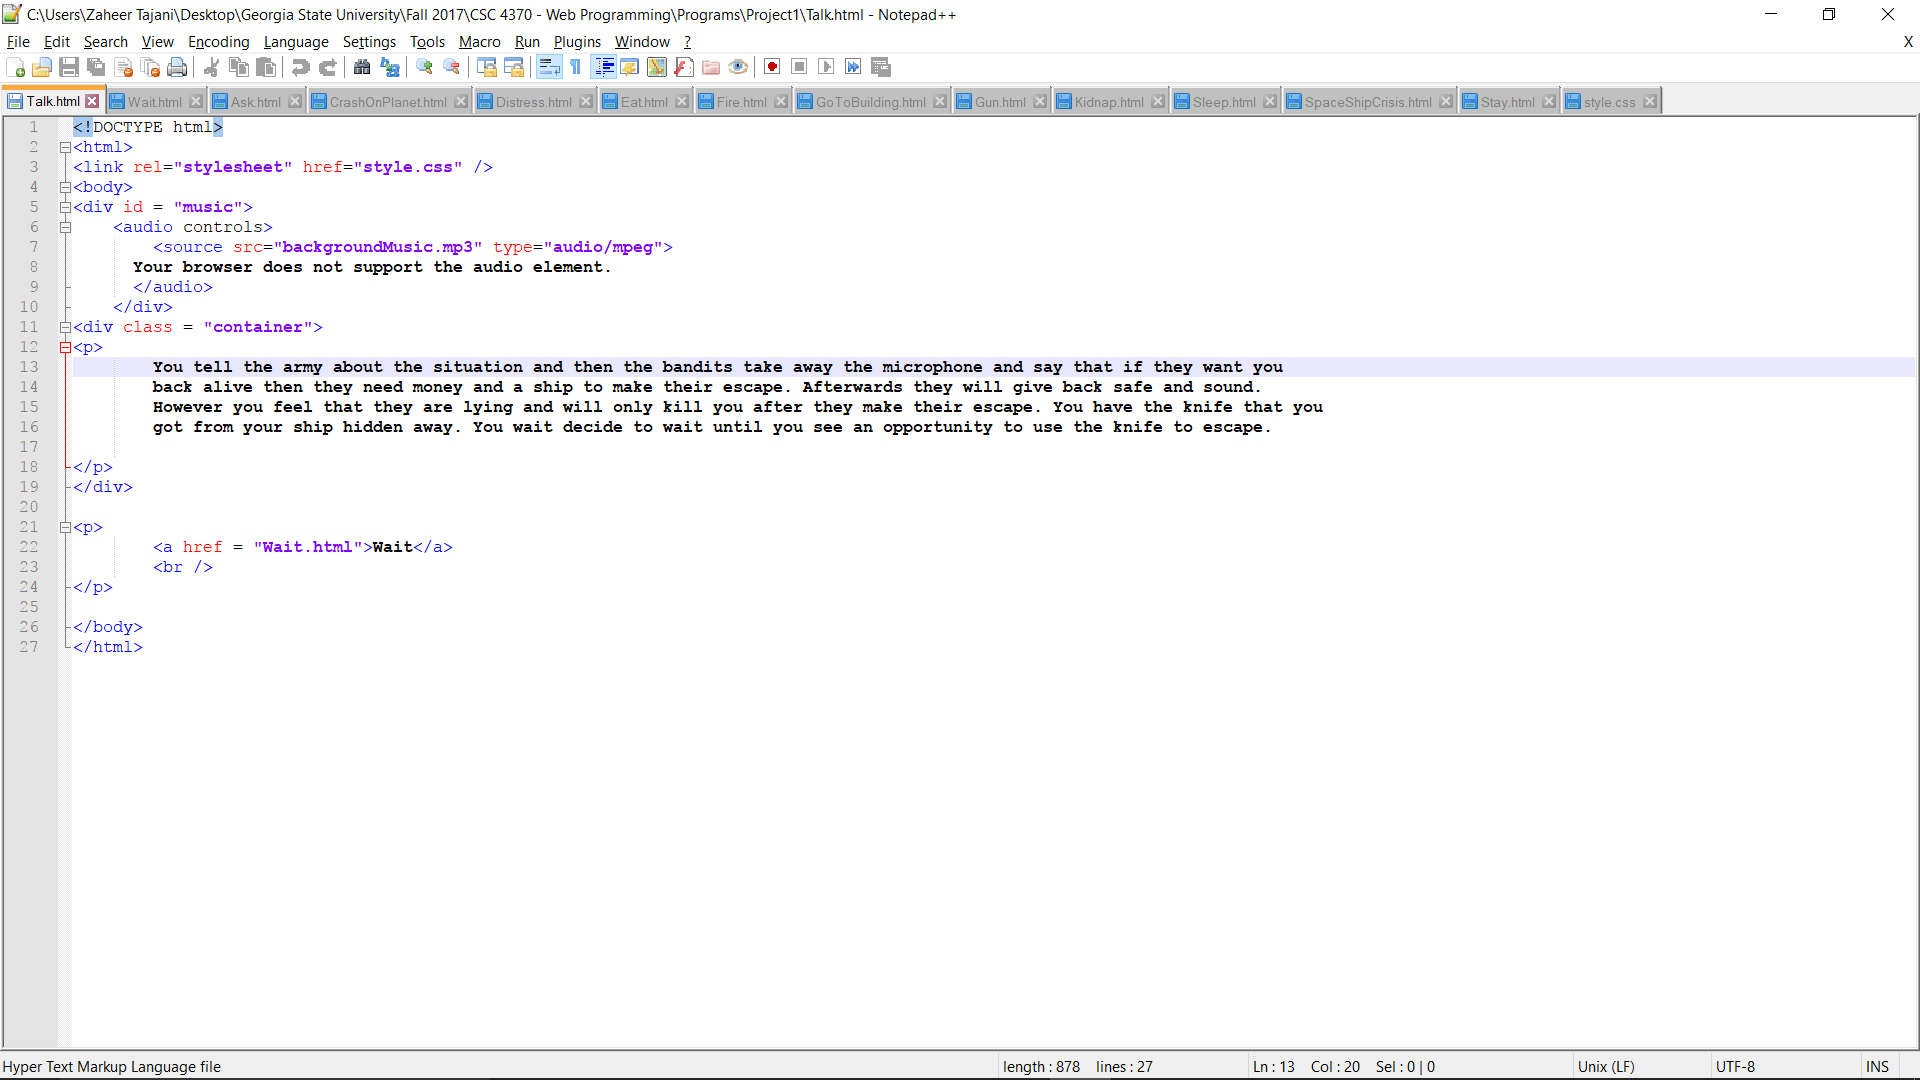 C:\Users\Zaheer Tajani\Desktop\Georgia State University\Fall 2017\CSC 4370 - Web Programming\Programs\Project1\Talk.html - Notepad++
File Edit Search View Encoding Language Settings Tools Macro Run Plugins Window ? X
Talk.html Wait.html Ask.html CrashOnPlanet.html Distress.html Eat.html Fire.html GoToBuilding.html Gun.html Kidnap.html Sleep.html SpaceShipCrisis.html Stay.html style.css
1 <!DOCTYPE html>
2 <html>
3 <link rel="stylesheet" href="style.css" />
4 <body>
5 <div id = "music">
6 <audio controls>
7 <source src="backgroundMusic.mp3" type="audio/mpeg">
8 Your browser does not support the audio element.
9 </audio>
10 </div>
11 <div class = "container">
12 <p>
13 You tell the army about the situation and then the bandits take away the microphone and say that if they want you
14 back alive then they need money and a ship to make their escape. Afterwards they will give back safe and sound.
15 However you feel that they are lying and will only kill you after they make their escape. You have the knife that you
16 got from your ship hidden away. You wait decide to wait until you see an opportunity to use the knife to escape.
17
18 </p>
19 </div>
20
21 <p>
22 <a href = "Wait.html">Wait</a>
23 <br />
24 </p>
25
26 </body>
27 </html>
Hyper Text Markup Language file length : 878 lines : 27 Ln : 13 Col : 20 Sel : 0 | 0 Unix (LF) UTF-8 INS